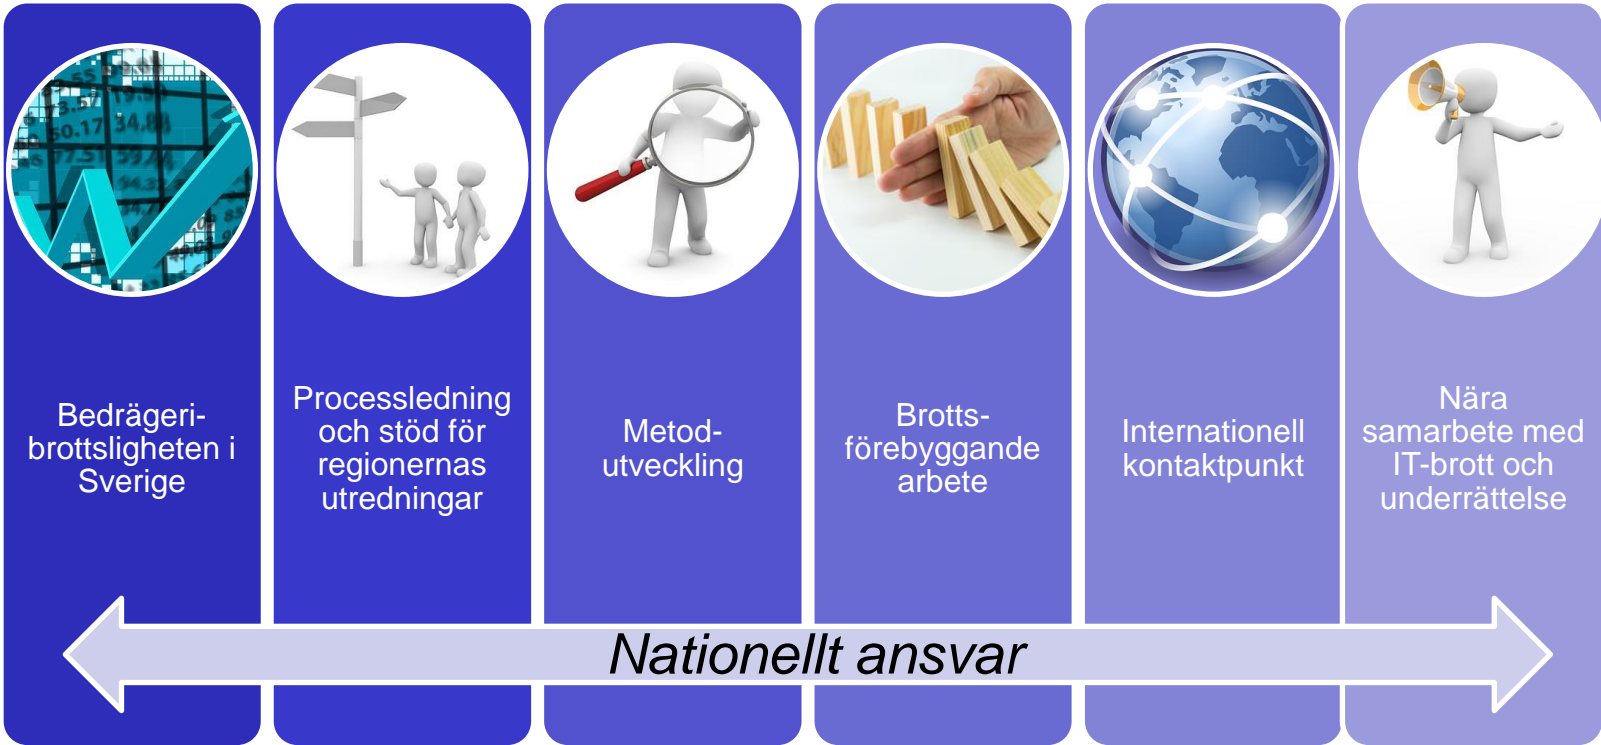 Bedrägeri-
brottsligheten i
Sverige
Processledning
och stöd för
regionernas
utredningar
Metod-
utveckling
Brotts-
förebyggande
arbete
Internationell
kontaktpunkt
Nära
samarbete med
IT-brott och
underrättelse
Nationellt ansvar